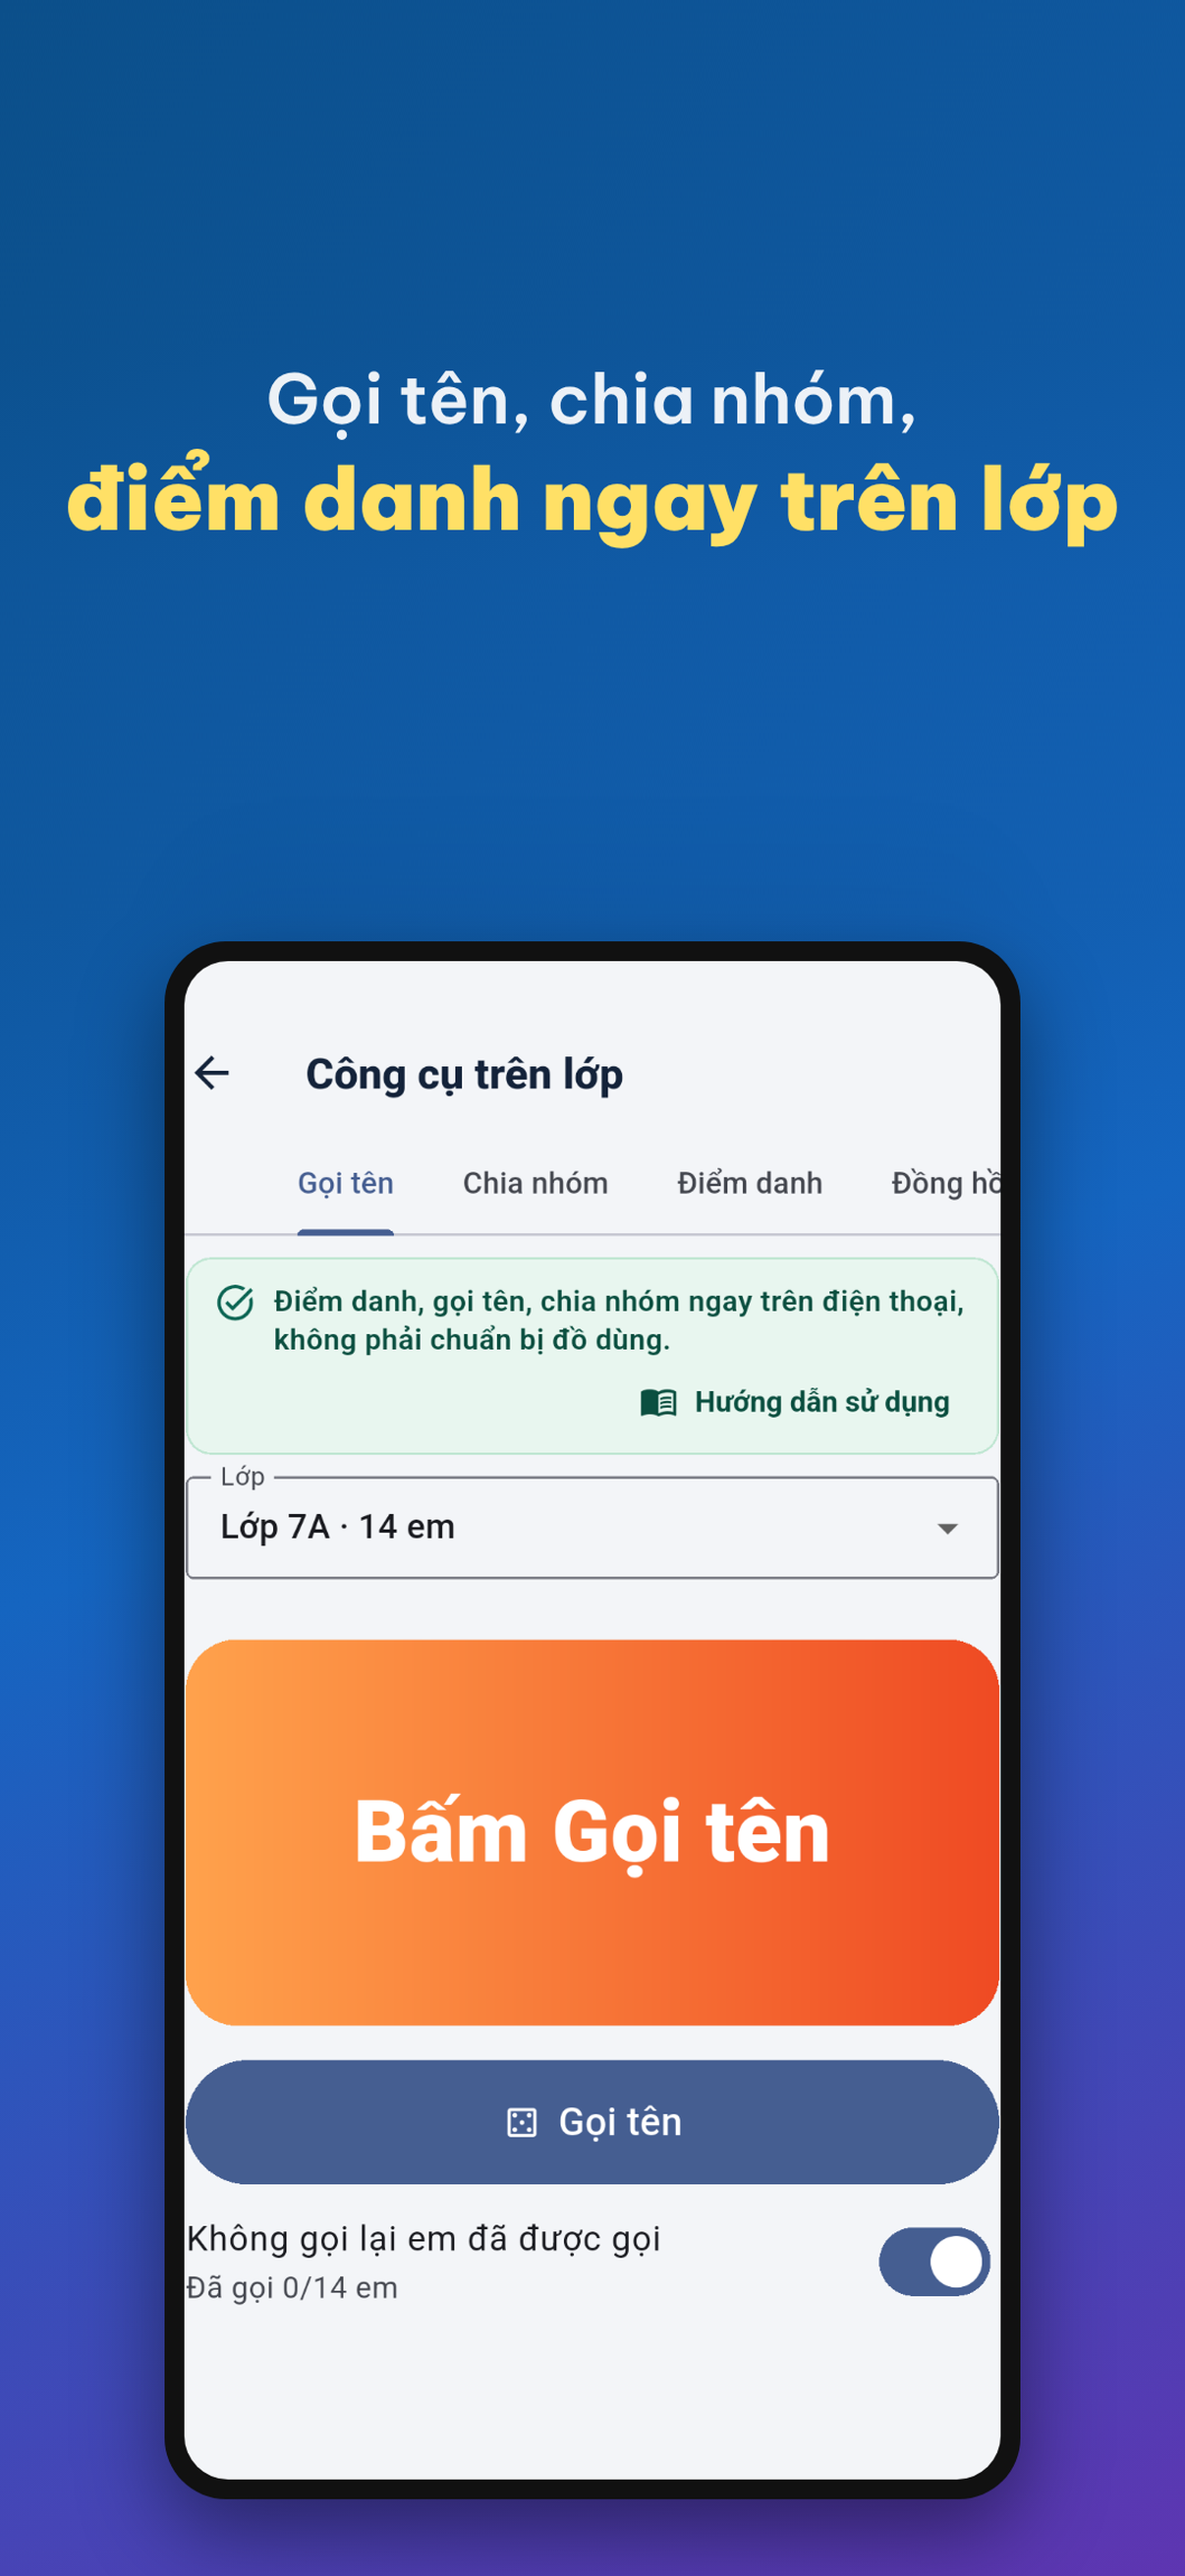 Gọi tên, chia nhóm,
điểm danh ngay trên lớp
Công cụ trên lớp
Gọi tên
Chia nhóm
Điểm danh
Đồng hồ
Điểm danh, gọi tên, chia nhóm ngay trên điện thoại,
không phải chuẩn bị đồ dùng.
Hướng dẫn sử dụng
Lớp
Lớp 7A · 14 em
Bấm Gọi tên
Gọi tên
Không gọi lại em đã được gọi
Đã gọi 0/14 em